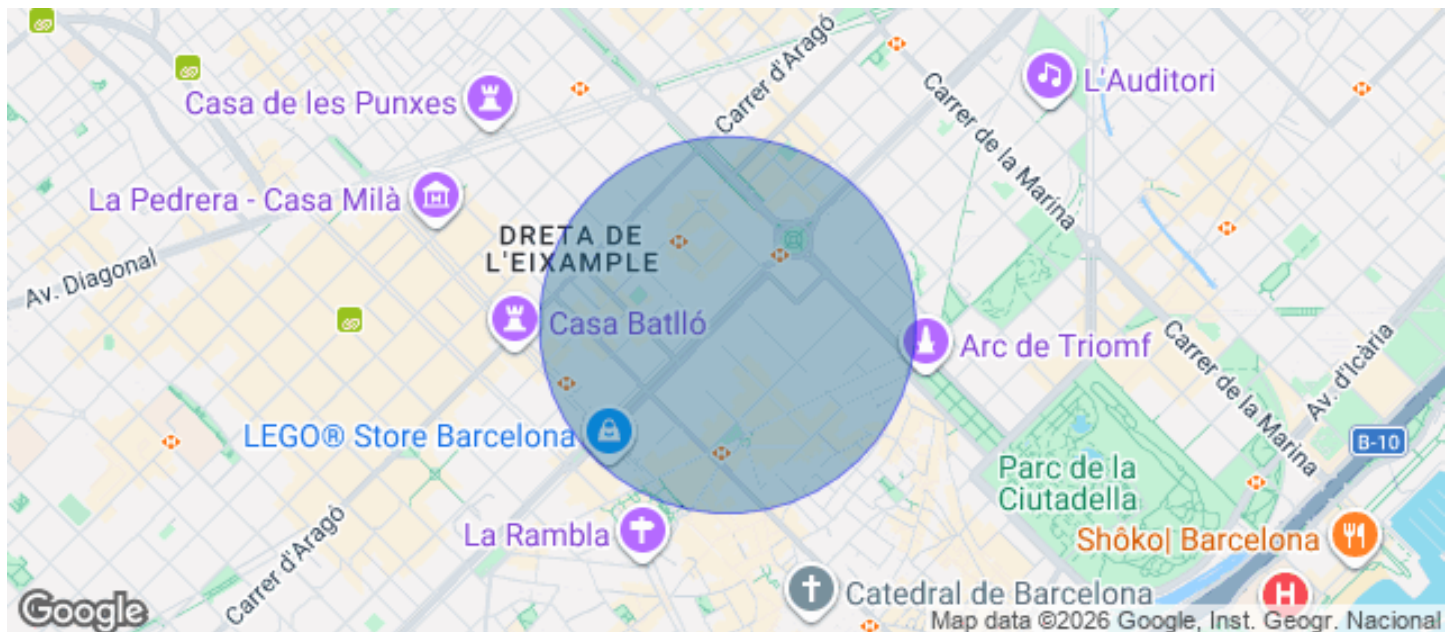 Carrer d'Aragó
L'Auditori
Casa de les Punxes
Carrer de la Marina
La Pedrera - Casa Milà
DRETA DE
L'EIXAMPLE
Av. Diagonal
Casa Batlló
Arc de Triomf
Carrer de la Marina
Av. d'Icària
LEGO® Store Barcelona
B-10
Parc de la
Ciutadella
La Rambla
Carrer d'Aragó
Shôko| Barcelona
Catedral de Barcelona
H
Google
Map data ©2026 Google, Inst. Geogr. Nacional